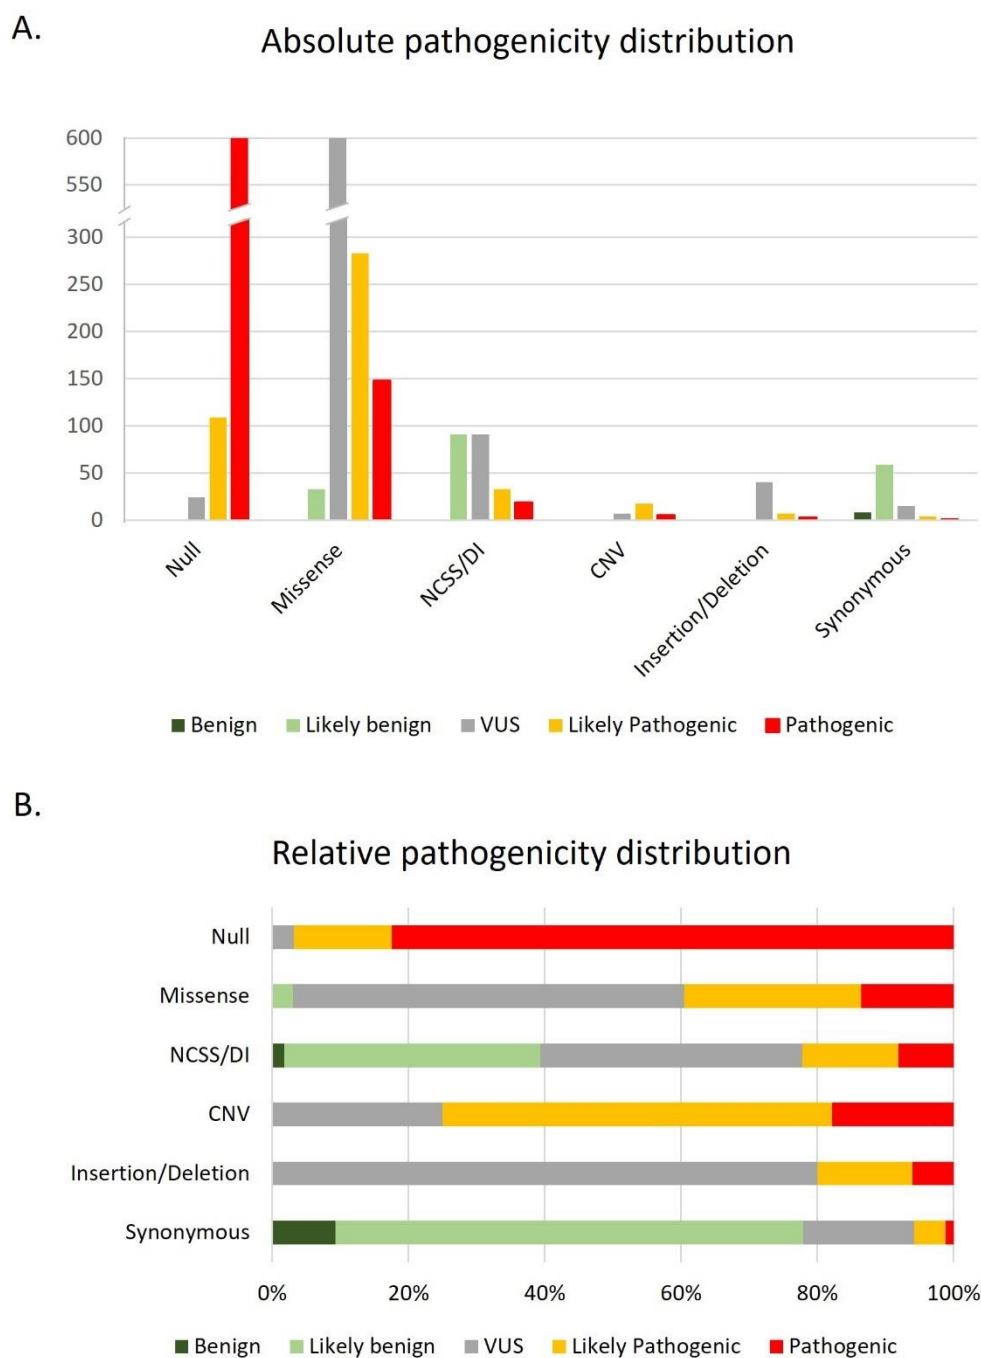 A.
Absolute pathogenicity distribution
600
550
300
250
200
150
100
50
0
Null
Missense
NCSS/DI
CNV
Insertion/Deletion
Synonymous
Benign Likely benign VUS Likely Pathogenic Pathogenic
B.
Relative pathogenicity distribution
Null
Missense
NCSS/DI
CNV
Insertion/Deletion
Synonymous
0% 20% 40% 60% 80% 100%
Benign Likely benign VUS Likely Pathogenic Pathogenic